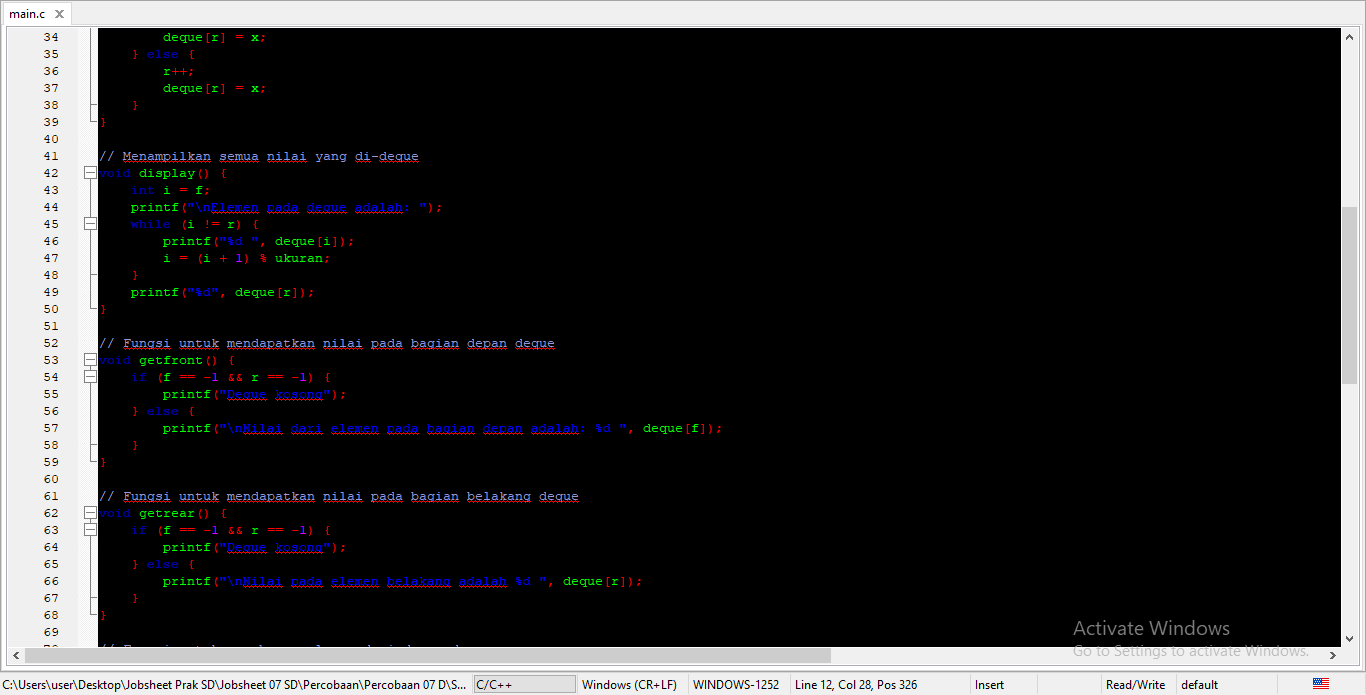 main.c
34 deque[r] = x;
35 } else {
36 r++;
37 deque[r] = x;
38 }
39 }
40
41 // Menampilkan semua nilai yang di-deque
42 void display() {
43 int i = f;
44 printf("\nElemen pada deque adalah: ");
45 while (i != r) {
46 printf("%d ", deque[i]);
47 i = (i + 1) % ukuran;
48 }
49 printf("%d", deque[r]);
50 }
51
52 // Fungsi untuk mendapatkan nilai pada bagian depan deque
53 void getfront() {
54 if (f == -1 && r == -1) {
55 printf("Deque kosong");
56 } else {
57 printf("\nNilai dari elemen pada bagian depan adalah: %d ", deque[f]);
58 }
59 }
60
61 // Fungsi untuk mendapatkan nilai pada bagian belakang deque
62 void getrear() {
63 if (f == -1 && r == -1) {
64 printf("Deque kosong");
65 } else {
66 printf("\nNilai pada elemen belakang adalah %d ", deque[r]);
67 }
68 }
69
Activate Windows
Go to Settings to activate Windows.
C:\Users\user\Desktop\Jobsheet Prak SD\Jobsheet 07 SD\Percobaan\Percobaan 07 D\S... C/C++ Windows (CR+LF) WINDOWS-1252 Line 12, Col 28, Pos 326 Insert Read/Write default